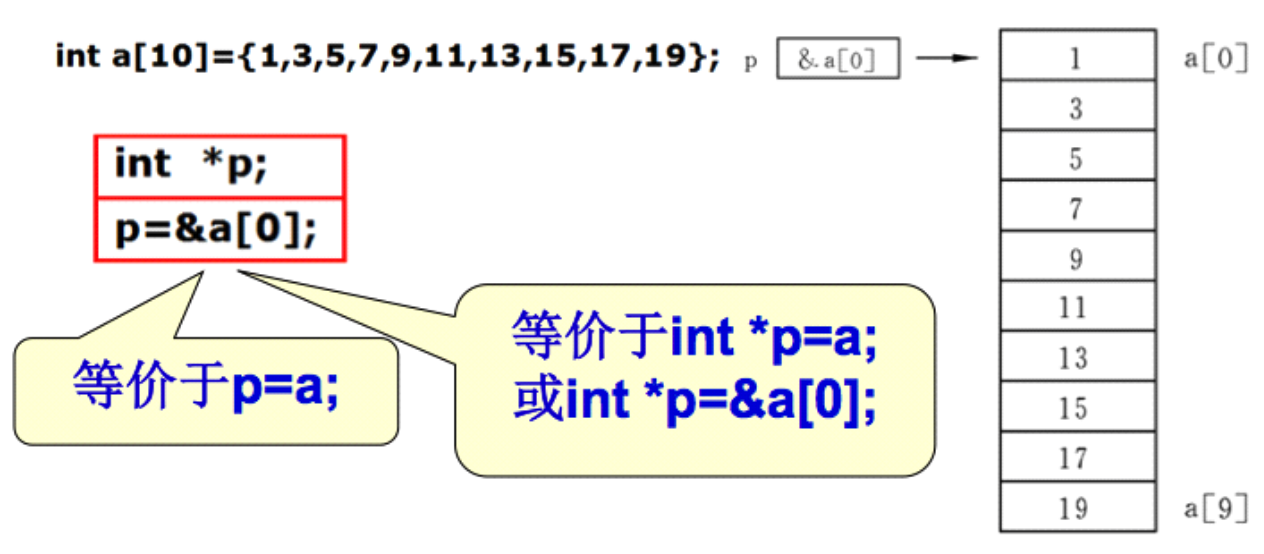 int a[10]={1,3,5,7,9,11,13,15,17,19};
p
&a[0]
1
a[0]
3
5
7
9
11
13
15
17
19
a[9]
int *p;
p=&a[0];
等价于p=a;
等价于int *p=a;
或int *p=&a[0];